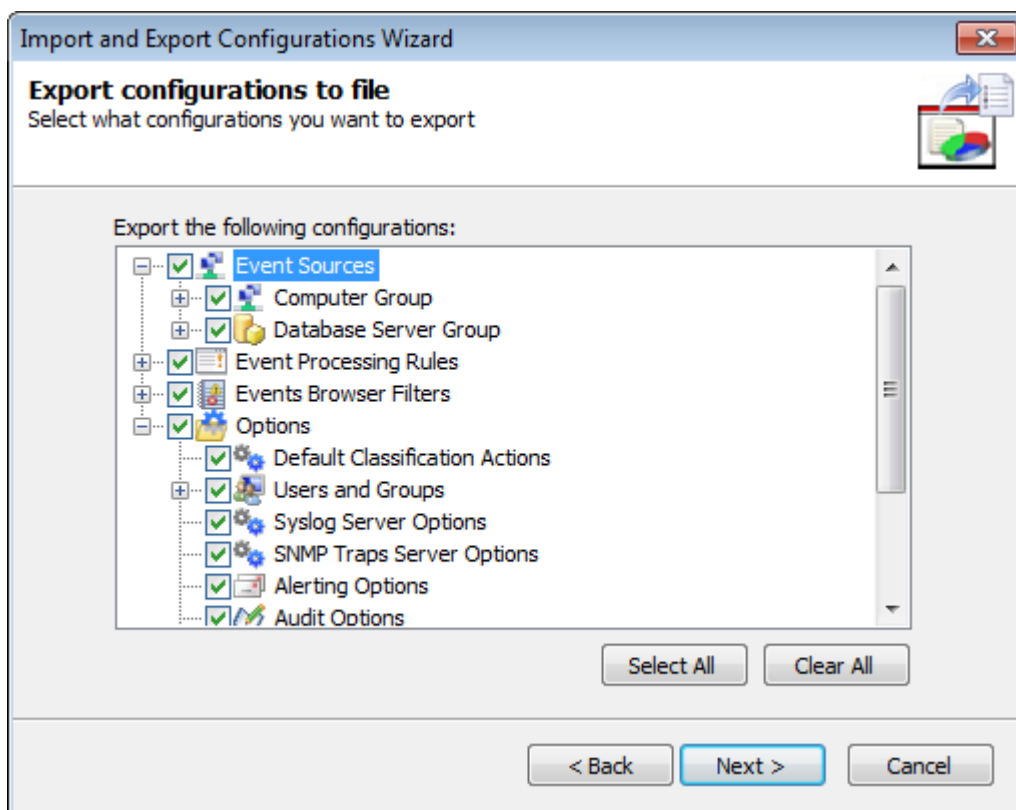 Import and Export Configurations Wizard
Export configurations to file
Select what configurations you want to export
Export the following configurations:
Event Sources
Computer Group
Database Server Group
Event Processing Rules
Events Browser Filters
Options
Default Classification Actions
Users and Groups
Syslog Server Options
SNMP Traps Server Options
Alerting Options
Audit Options
Select All
Clear All
< Back
Next >
Cancel